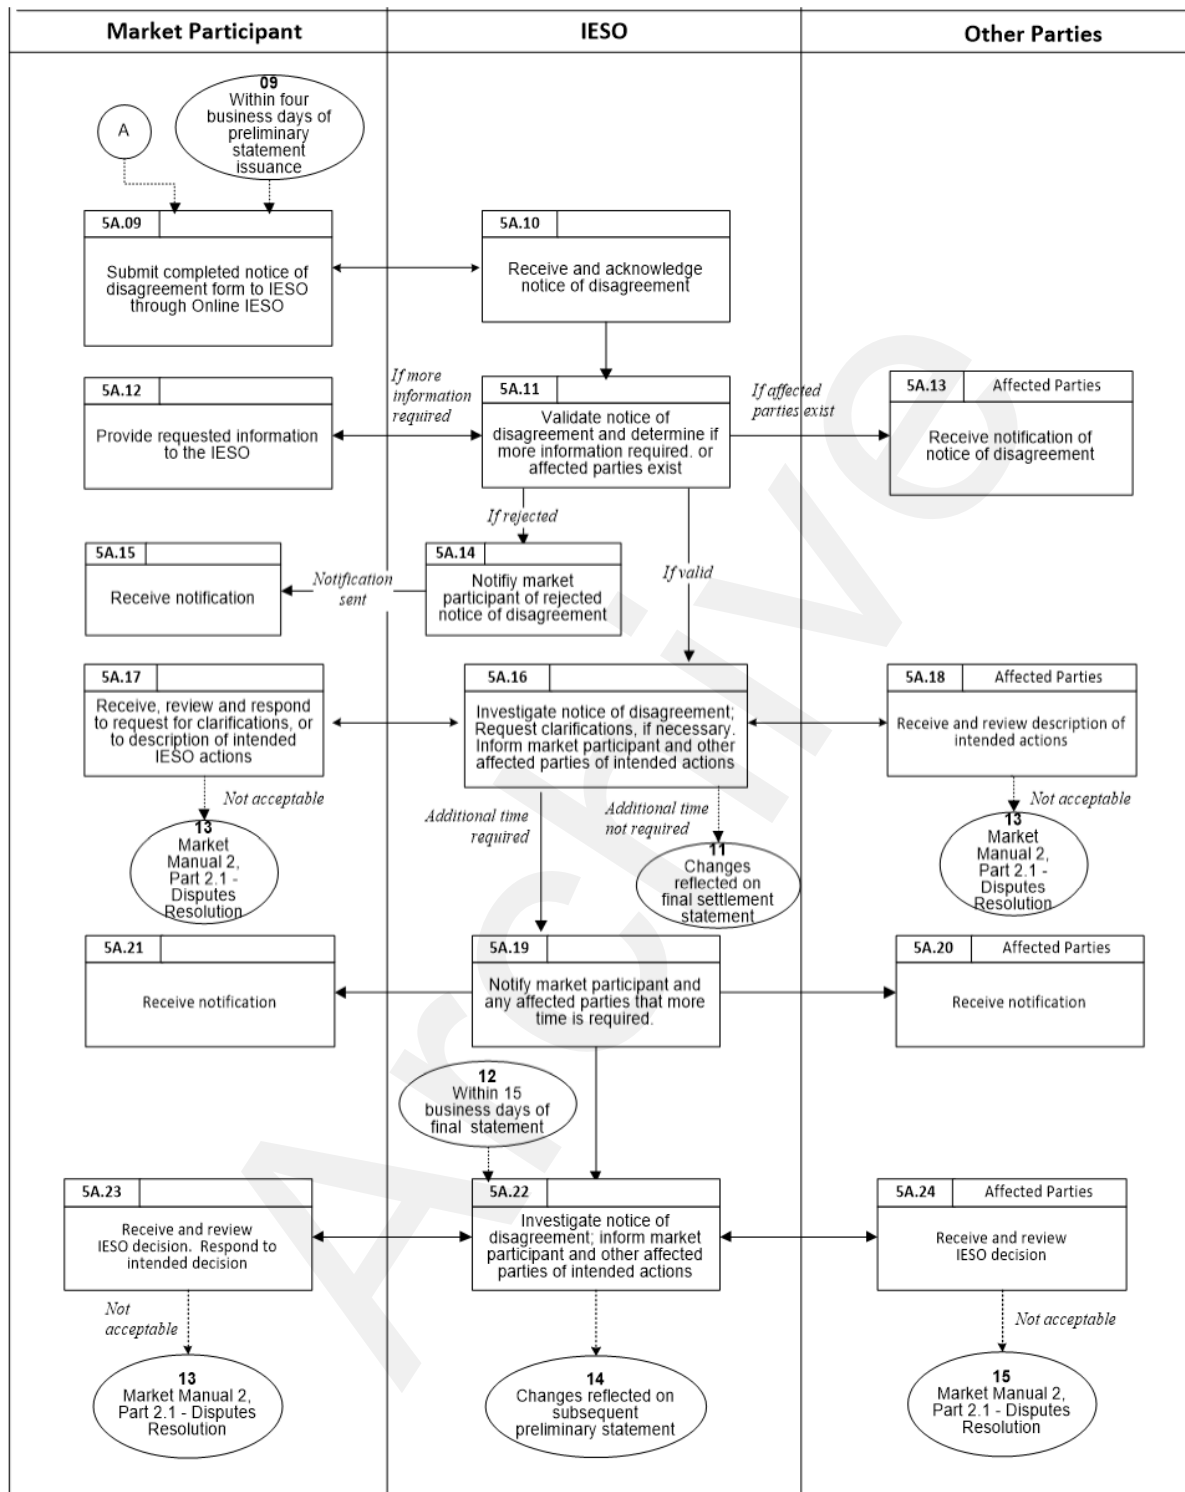 Market Participant
IESO
Other Parties
A
09
Within four
business days of
preliminary
statement
issuance
5A.09
Submit completed notice of
disagreement form to IESO
through Online IESO
5A.10
Receive and acknowledge
notice of disagreement
5A.12
Provide requested information
to the IESO
If more
information
required
5A.11
Validate notice of
disagreement and determine if
more information required. or
affected parties exist
If affected
parties exist
5A.13 Affected Parties
Receive notification of
notice of disagreement
If rejected
If valid
5A.15
Receive notification
Notification
sent
5A.14
Notifiy market
participant of rejected
notice of disagreement
5A.17
Receive, review and respond
to request for clarifications, or
to description of intended
IESO actions
5A.16
Investigate notice of disagreement;
Request clarifications, if necessary.
Inform market participant and other
affected parties of intended actions
5A.18 Affected Parties
Receive and review description of
intended actions
Not acceptable
13
Market
Manual 2,
Part 2.1 -
Disputes
Resolution
Additional time
required
Additional time
not required
11
Changes
reflected on
final settlement
statement
Not acceptable
13
Market
Manual 2,
Part 2.1 -
Disputes
Resolution
5A.21
Receive notification
5A.19
Notify market participant and
any affected parties that more
time is required.
5A.20 Affected Parties
Receive notification
12
Within 15
business days of
final statement
5A.23
Receive and review
IESO decision. Respond to
intended decision
5A.22
Investigate notice of
disagreement; inform market
participant and other affected
parties of intended actions
5A.24 Affected Parties
Receive and review
IESO decision
Not
acceptable
13
Market Manual 2,
Part 2.1 - Disputes
Resolution
14
Changes reflected on
subsequent
preliminary statement
Not acceptable
15
Market Manual 2,
Part 2.1 - Disputes
Resolution
Archive